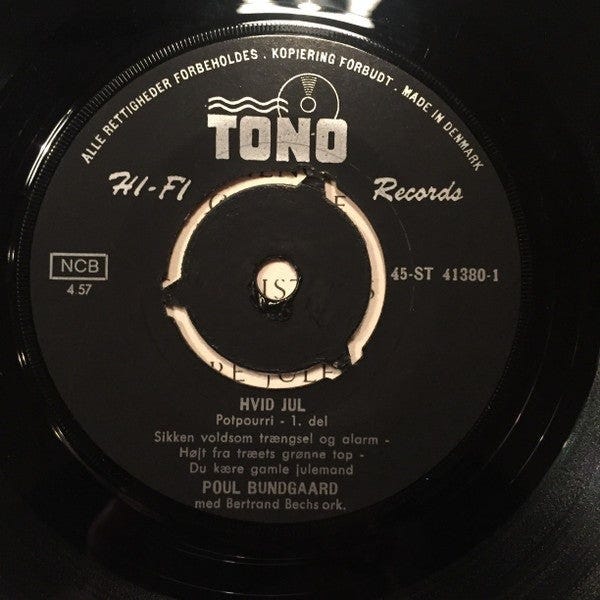 ALLE RETTIGHEDER FORBEHOLDES . KOPIERING FORBUDT - MADE IN DENMARK
TONO
HI-FI Records
NCB
4.57
45-ST 41380-1
HVID JUL
Potpourri - 1. del
Sikken voldsom trængsel og alarm -
Højt fra træets grønne top -
Du kære gamle julemand
POUL BUNDGAARD
med Bertrand Bechs ork.